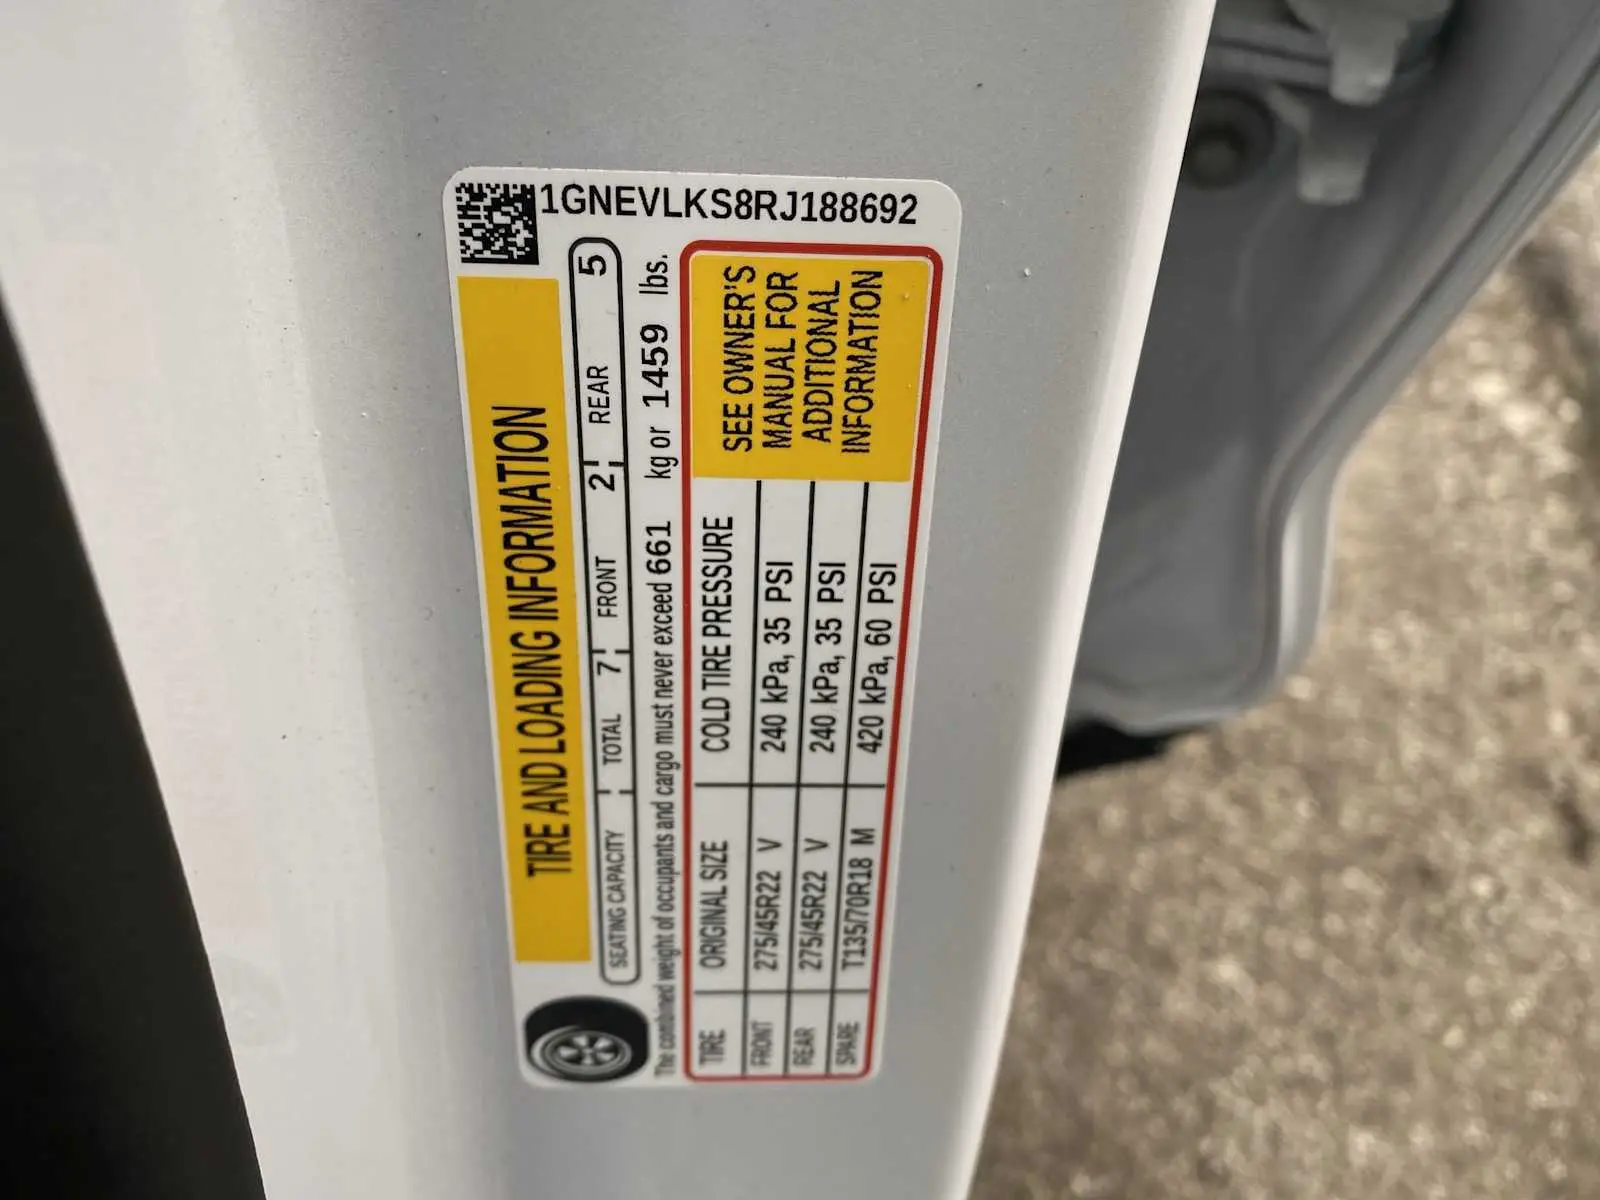 1GNEVLKS8RJ188692
TIRE AND LOADING INFORMATION
SEATING CAPACITY TOTAL 7 FRONT 2 REAR 5
The combined weight of occupants and cargo must never exceed 661 kg or 1459 lbs.
TIRE ORIGINAL SIZE COLD TIRE PRESSURE
FRONT 275/45R22 V 240 kPa, 35 PSI
REAR 275/45R22 V 240 kPa, 35 PSI
SPARE T135/70R18 M 420 kPa, 60 PSI
SEE OWNER'S
MANUAL FOR
ADDITIONAL
INFORMATION